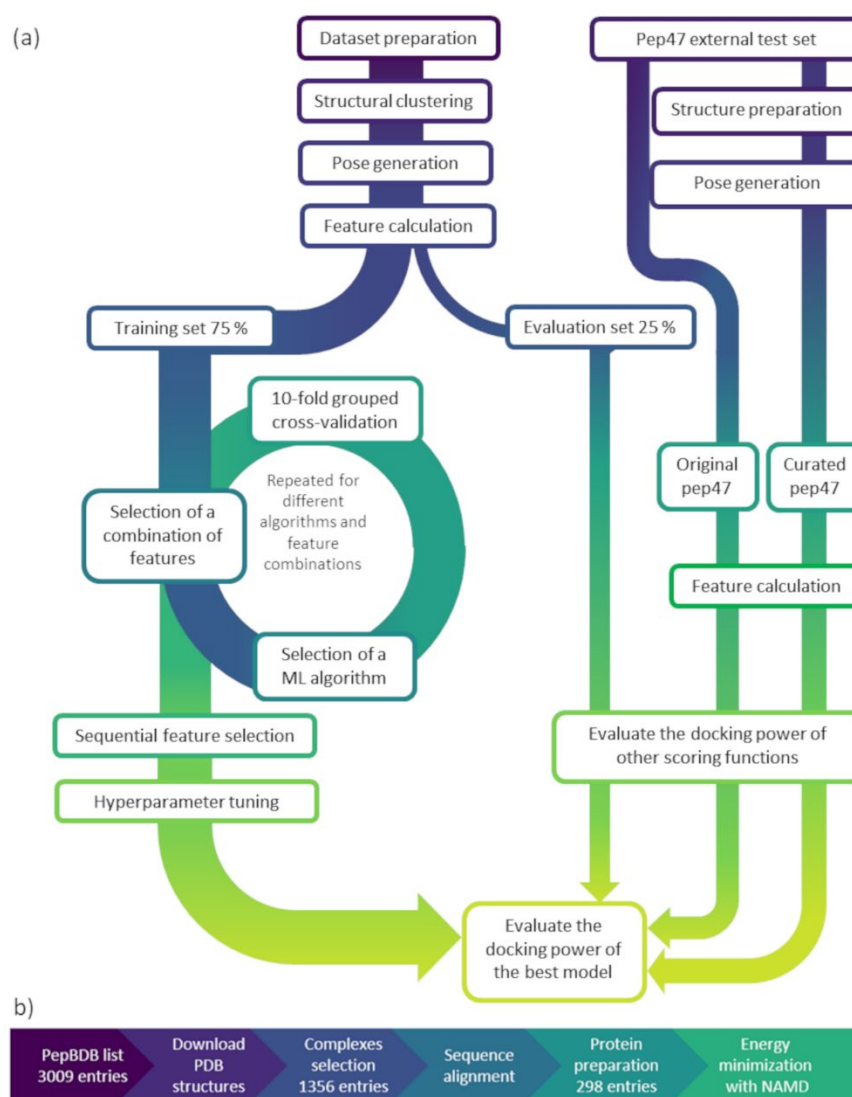 (a)
Dataset preparation
Structural clustering
Pose generation
Feature calculation
Pep47 external test set
Structure preparation
Pose generation
Training set 75 %
Evaluation set 25 %
10-fold grouped
cross-validation
Repeated for
different
algorithms and
feature
combinations
Selection of a
combination of
features
Selection of a
ML algorithm
Original
pep47
Curated
pep47
Feature calculation
Sequential feature selection
Hyperparameter tuning
Evaluate the docking power of
other scoring functions
Evaluate the
docking power of
the best model
b)
PepBDB list
3009 entries
Download
PDB
structures
Complexes
selection
1356 entries
Sequence
alignment
Protein
preparation
298 entries
Energy
minimization
with NAMD